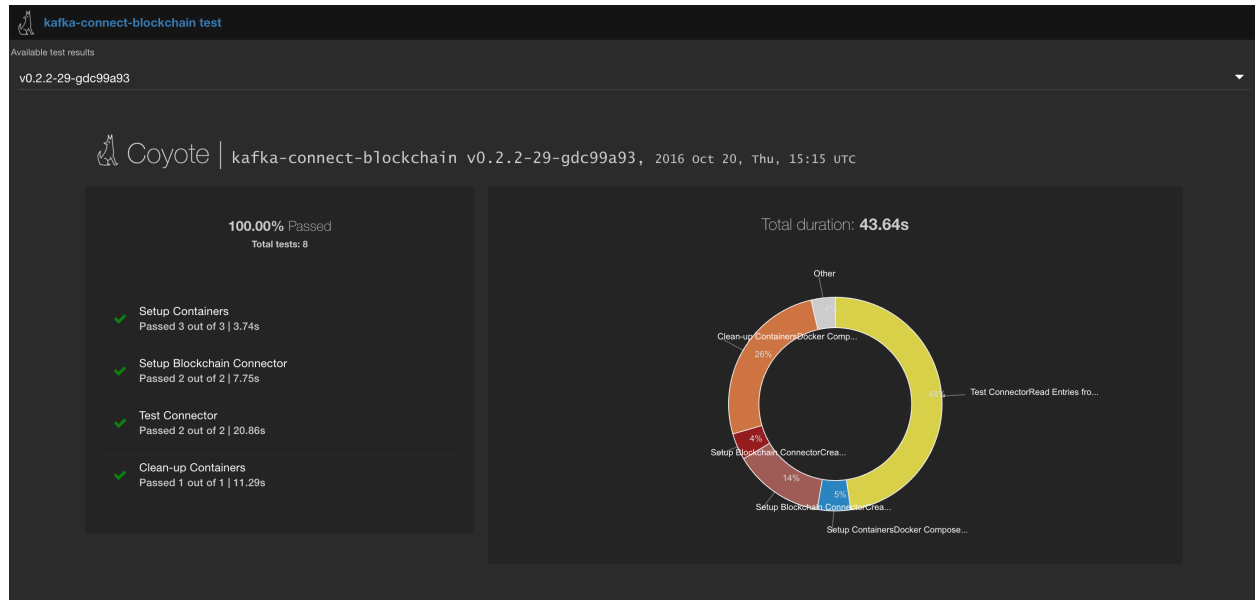 kafka-connect-blockchain test
Available test results
v0.2.2-29-gdc99a93
Coyote | kafka-connect-blockchain v0.2.2-29-gdc99a93, 2016 Oct 20, Thu, 15:15 UTC
100.00% Passed
Total tests: 8
Setup Containers
Passed 3 out of 3 | 3.74s
Setup Blockchain Connector
Passed 2 out of 2 | 7.75s
Test Connector
Passed 2 out of 2 | 20.86s
Clean-up Containers
Passed 1 out of 1 | 11.29s
Total duration: 43.64s
Other
Clean-up ContainersDocker Comp...
26%
48%
Test ConnectorRead Entries fro...
4%
Setup Blockchain ConnectorCrea...
14%
5%
Setup Blockchain ConnectorCrea...
Setup ContainersDocker Compose...